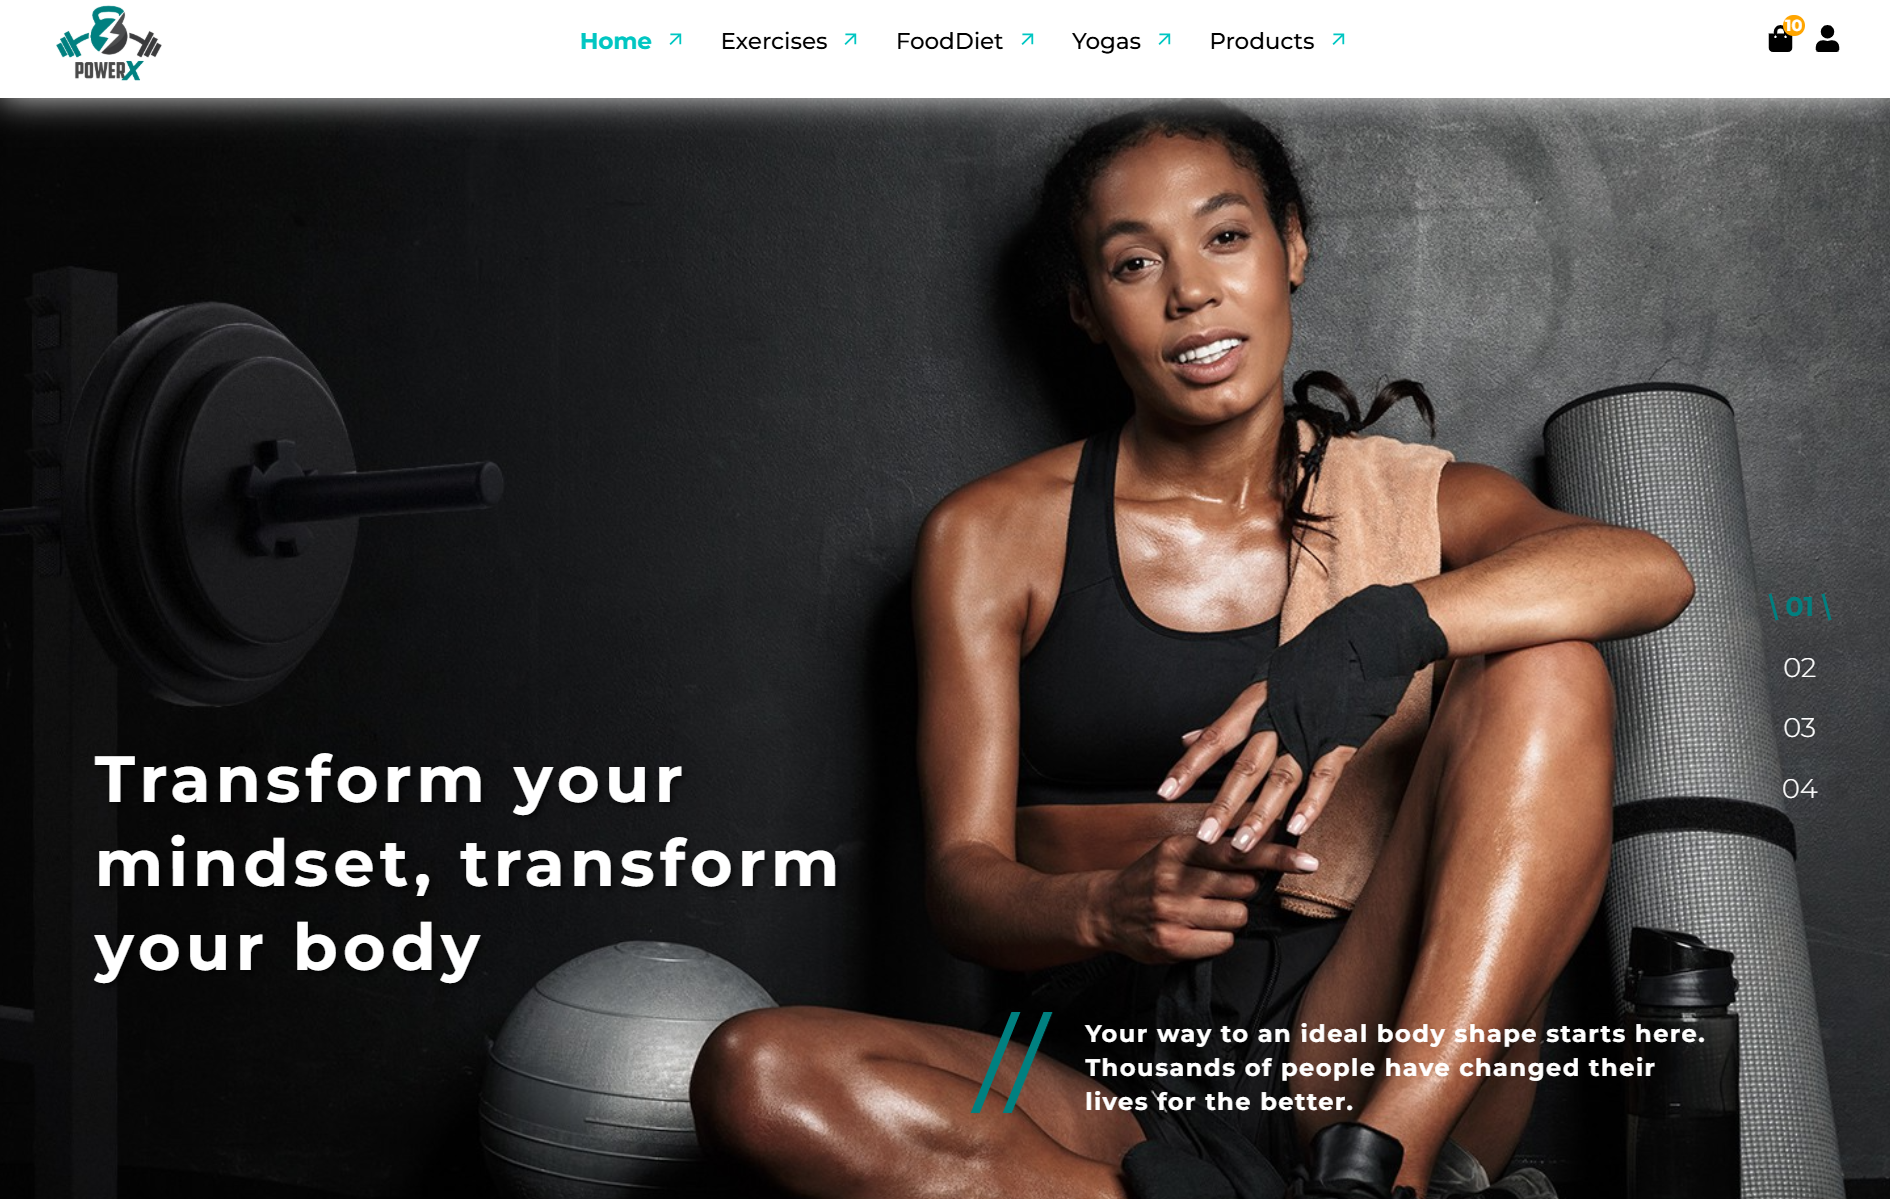 POWERX
Home Exercises FoodDiet Yogas Products
10
\ 01 \
02
03
04
Transform your
mindset, transform
your body
Your way to an ideal body shape starts here.
Thousands of people have changed their
lives for the better.